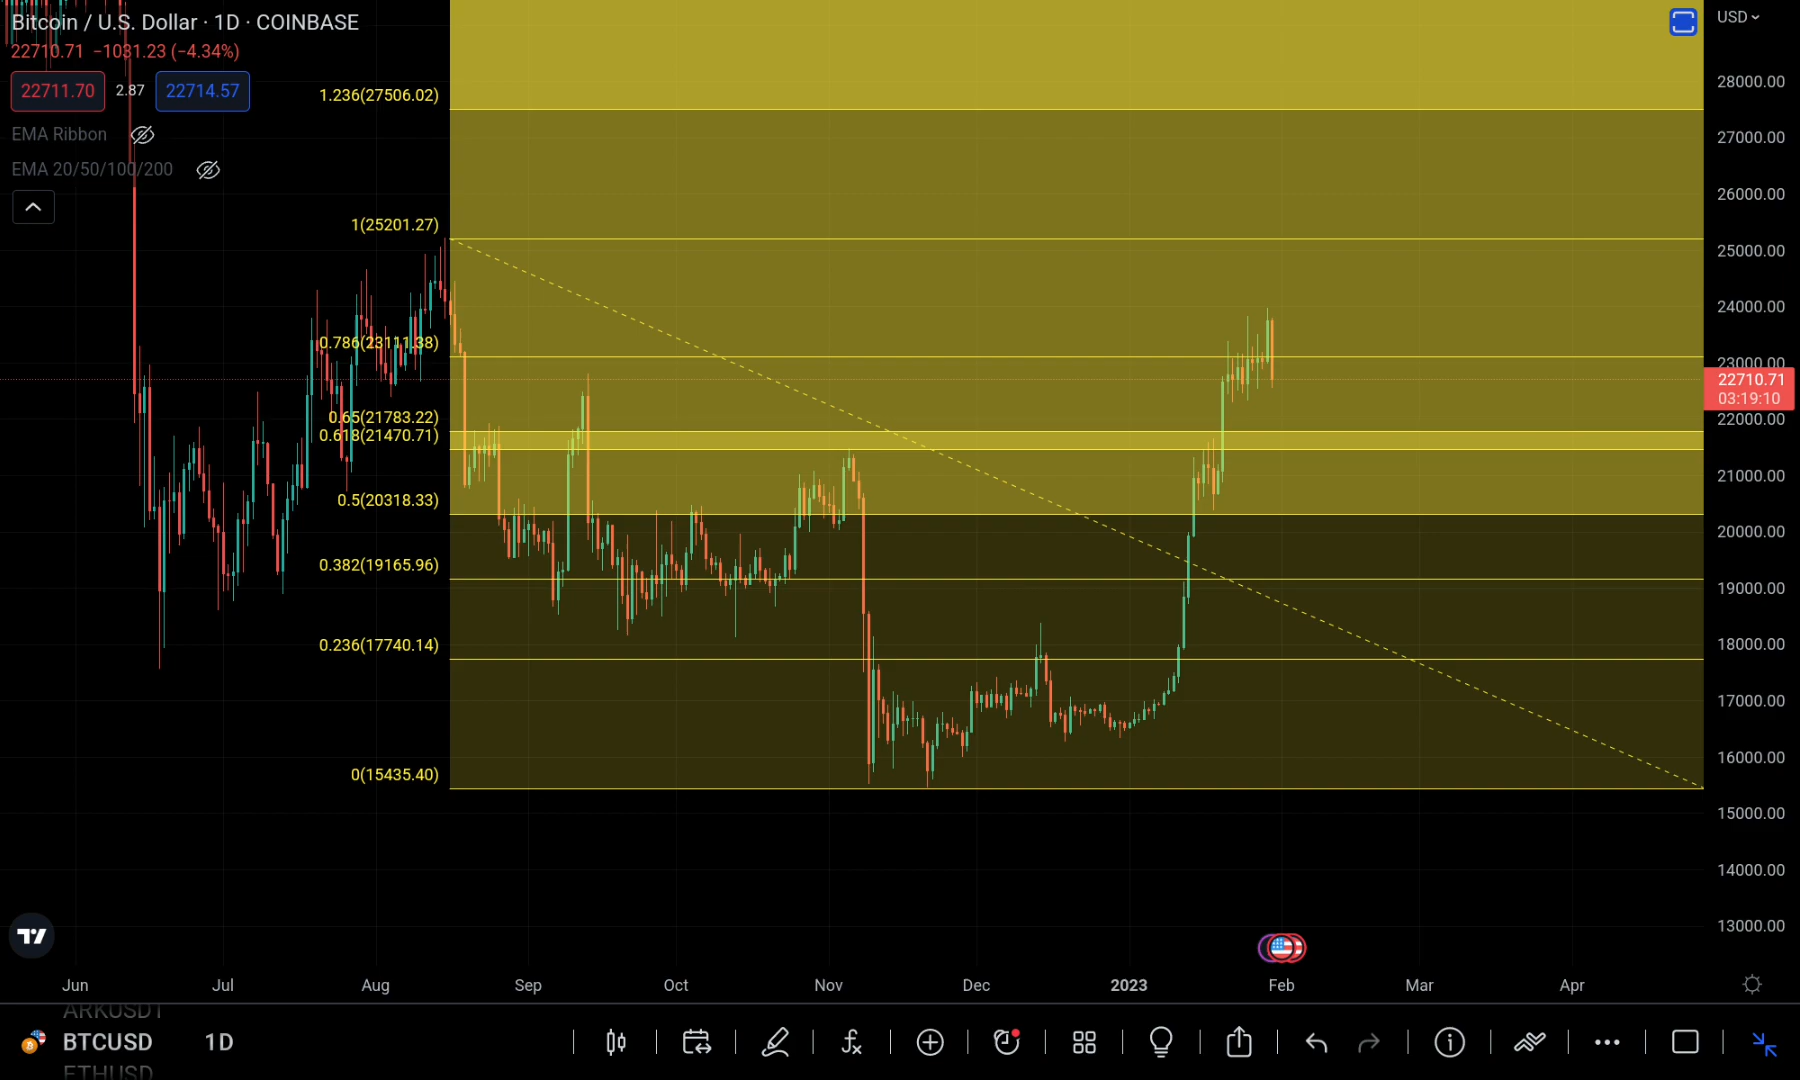 Bitcoin / U.S. Dollar · 1D · COINBASE
22710.71 −1031.23 (−4.34%)
22711.70 2.87 22714.57
EMA Ribbon
EMA 20/50/100/200
USD
1.236(27506.02)
1(25201.27)
0.786(23111.38)
0.65(21783.22)
0.618(21470.71)
0.5(20318.33)
0.382(19165.96)
0.236(17740.14)
0(15435.40)
28000.00
27000.00
26000.00
25000.00
24000.00
23000.00
22710.71
03:19:10
22000.00
21000.00
20000.00
19000.00
18000.00
17000.00
16000.00
15000.00
14000.00
13000.00
Jun Jul Aug Sep Oct Nov Dec 2023 Feb Mar Apr
ARKUSDT
BTCUSD 1D
ETHUSD